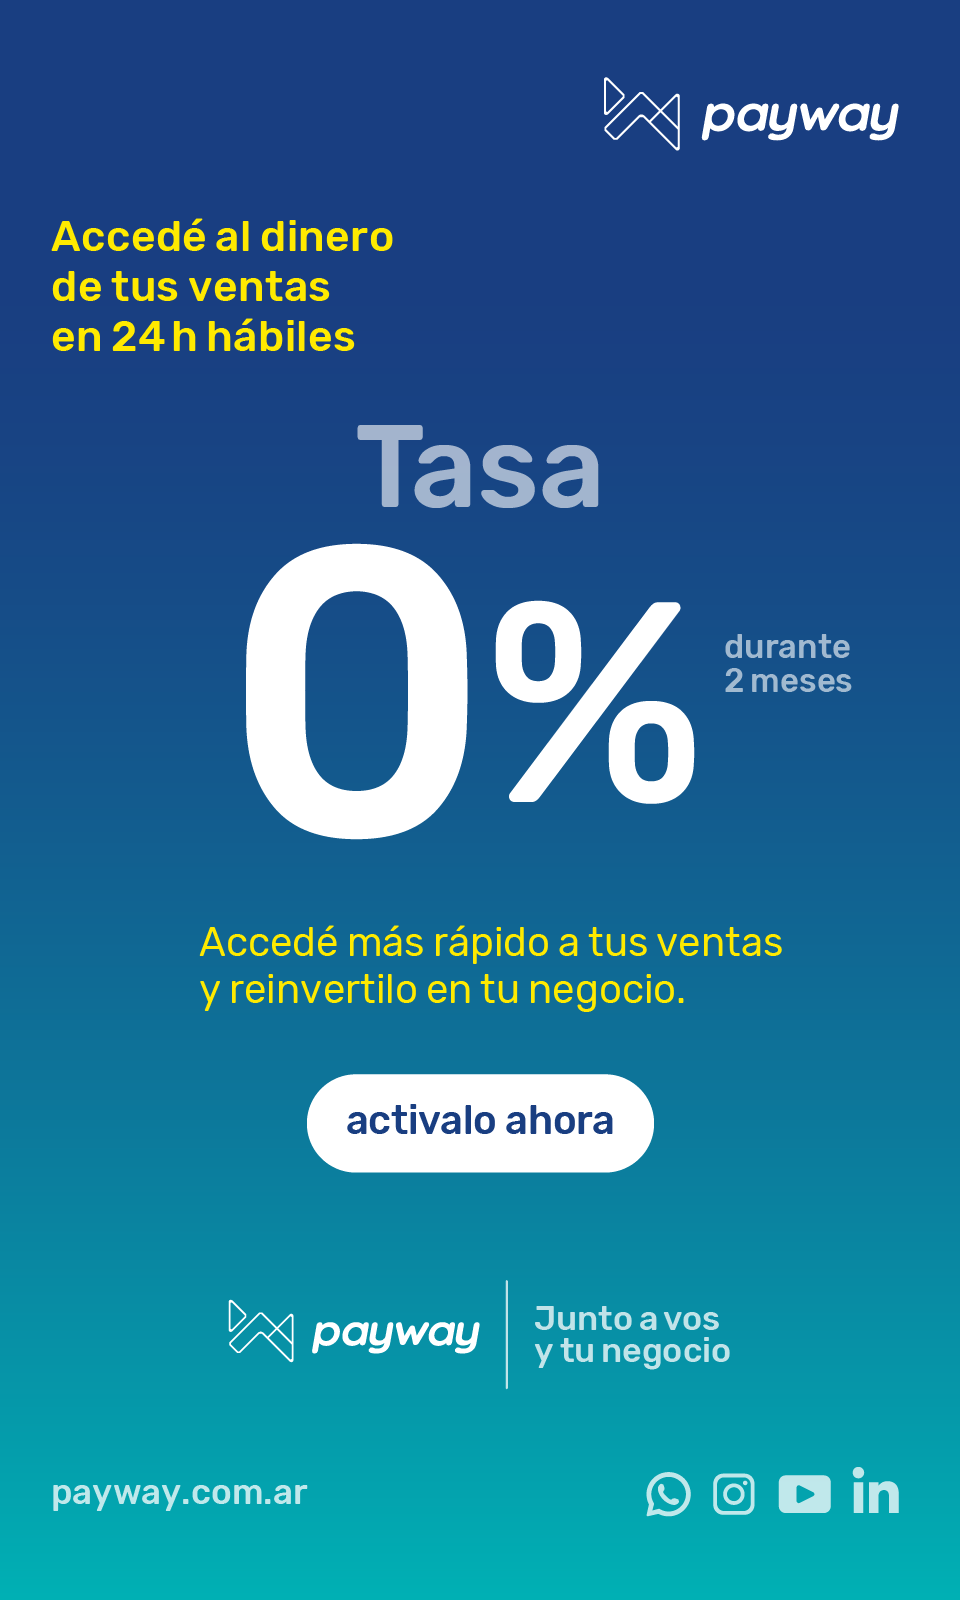 payway
Accedé al dinero
de tus ventas
en 24 h hábiles
Tasa
0%
durante
2 meses
Accedé más rápido a tus ventas
y reinvertilo en tu negocio.
activalo ahora
payway
Junto a vos
y tu negocio
payway.com.ar
in